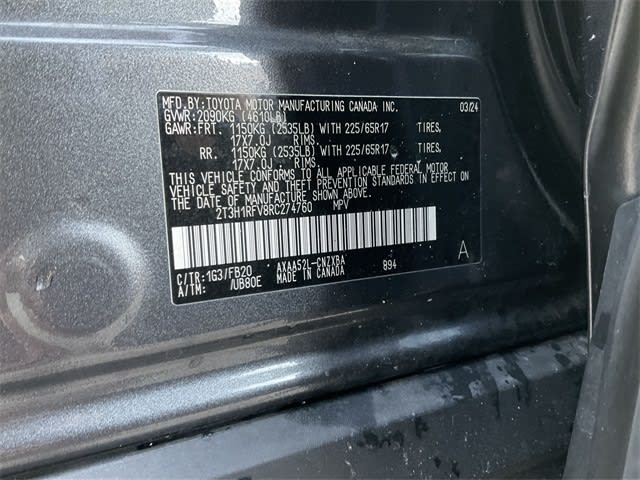 MFD.BY:TOYOTA MOTOR MANUFACTURING CANADA INC. 03/24
GVWR:2090KG (4610LB)
GAWR:FRT. 1150KG (2535LB) WITH 225/65R17 TIRES,
17X7.0J RIMS,
RR. 1150KG (2535LB) WITH 225/65R17 TIRES,
17X7.0J RIMS.
THIS VEHICLE CONFORMS TO ALL APPLICABLE FEDERAL MOTOR
VEHICLE SAFETY AND THEFT PREVENTION STANDARDS IN EFFECT
ON THE DATE OF MANUFACTURE SHOWN ABOVE.
2T3H1RFV8RC274760 MPV
C/TR:1G3/FB20 AXAA52L-CNZXBA B94 A
A/TM: /UB80E MADE IN CANADA